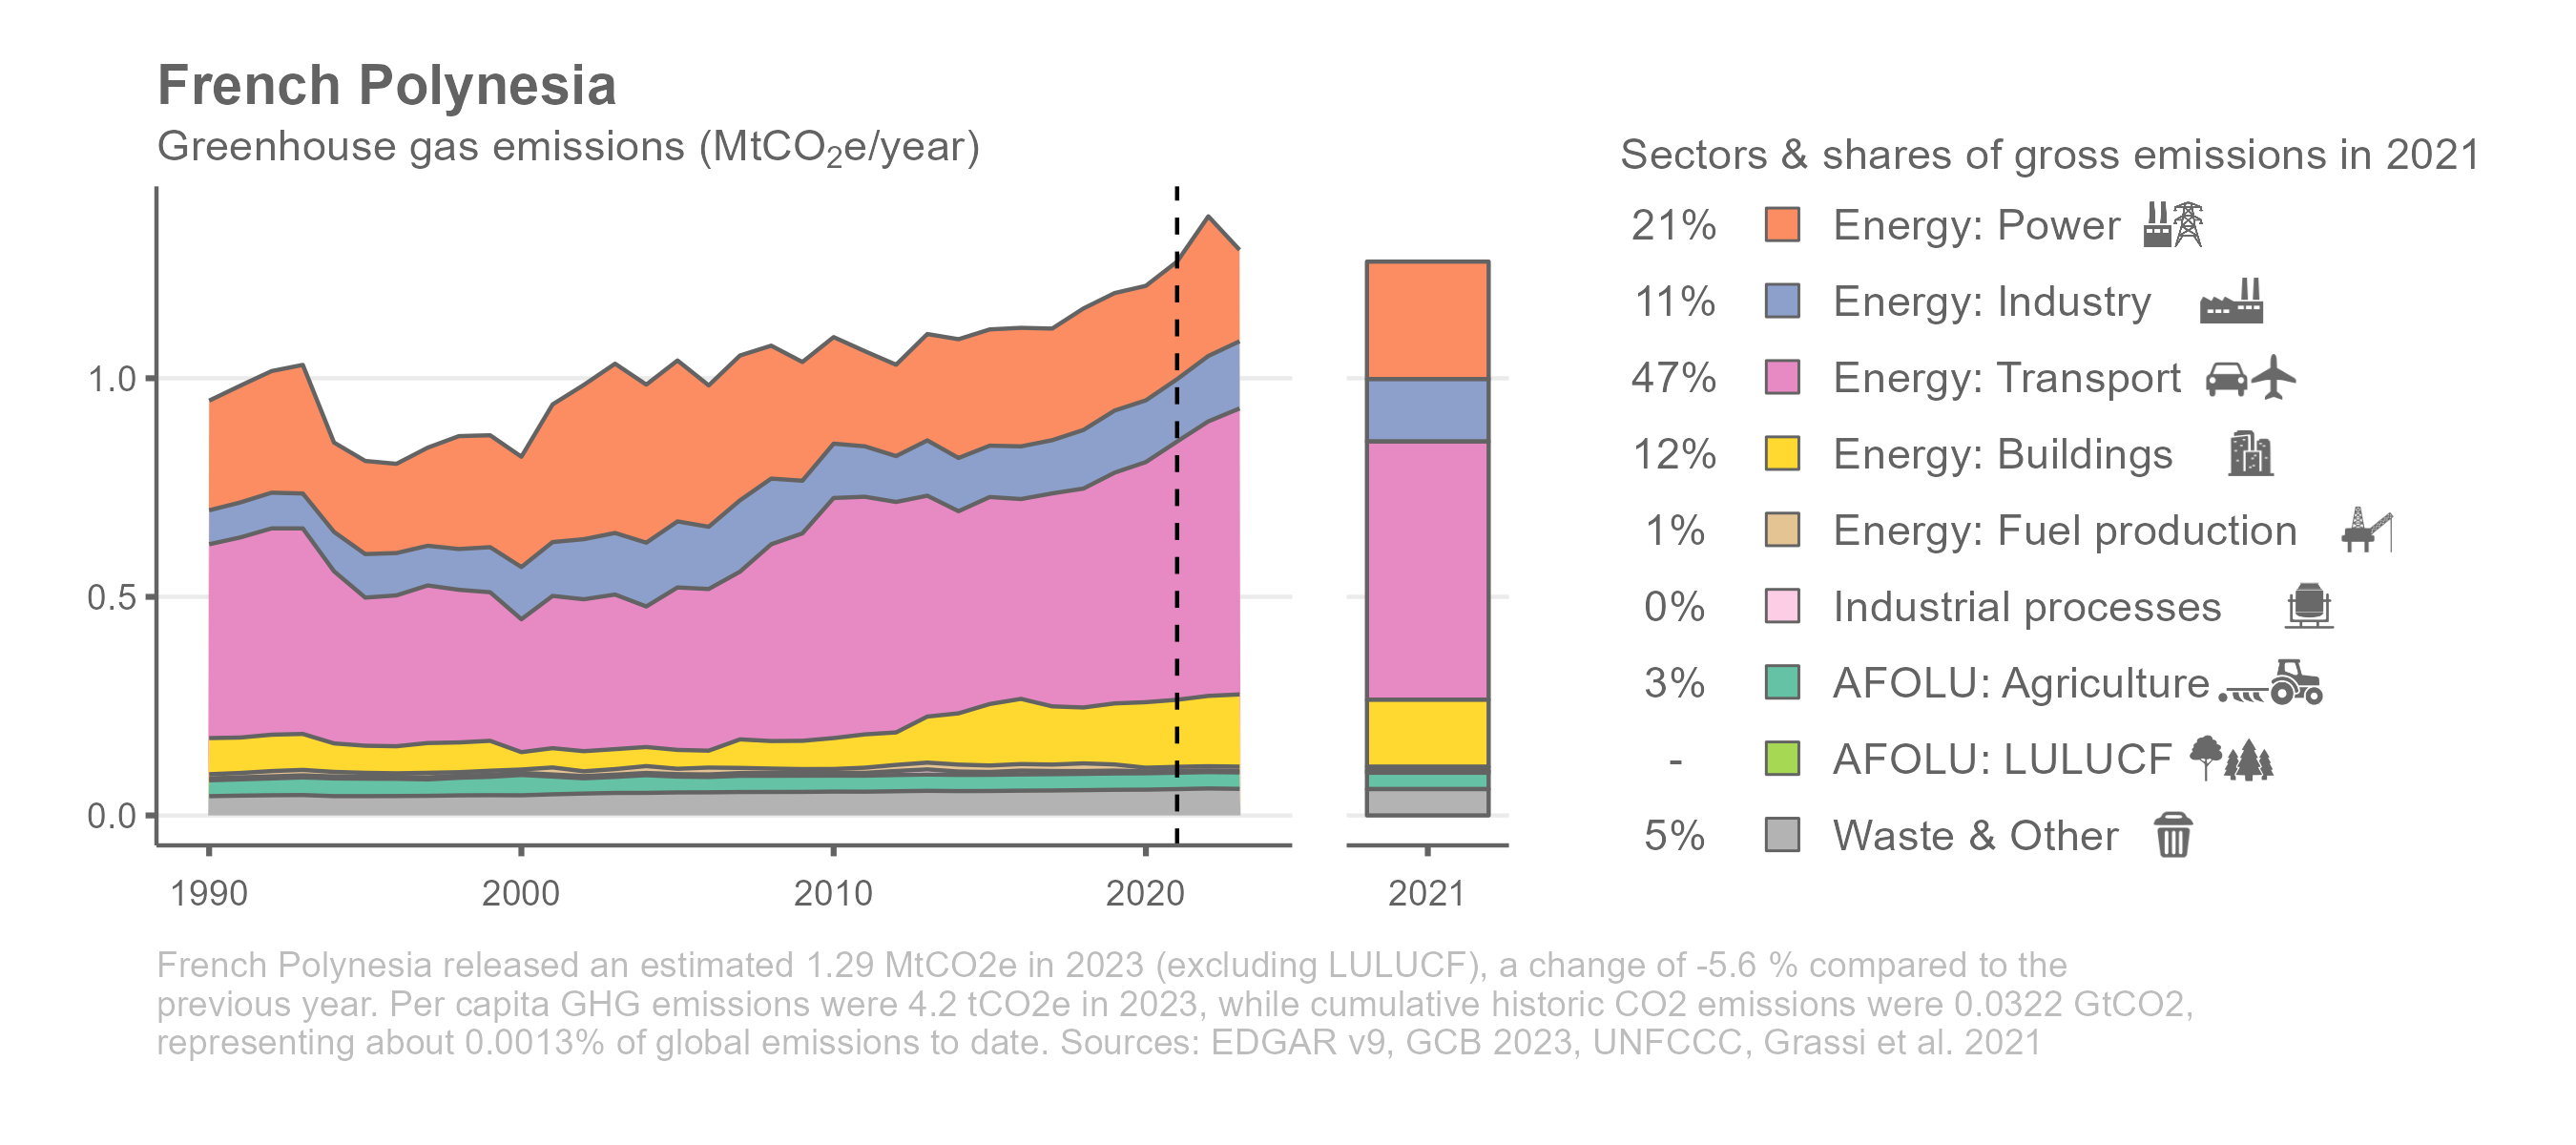 French Polynesia
Greenhouse gas emissions (MtCO₂e/year)
Sectors & shares of gross emissions in 2021
21% Energy: Power
11% Energy: Industry
47% Energy: Transport
12% Energy: Buildings
1% Energy: Fuel production
0% Industrial processes
3% AFOLU: Agriculture
- AFOLU: LULUCF
5% Waste & Other
1.0
0.5
0.0
1990 2000 2010 2020 2021
French Polynesia released an estimated 1.29 MtCO2e in 2023 (excluding LULUCF), a change of -5.6 % compared to the
previous year. Per capita GHG emissions were 4.2 tCO2e in 2023, while cumulative historic CO2 emissions were 0.0322 GtCO2,
representing about 0.0013% of global emissions to date. Sources: EDGAR v9, GCB 2023, UNFCCC, Grassi et al. 2021